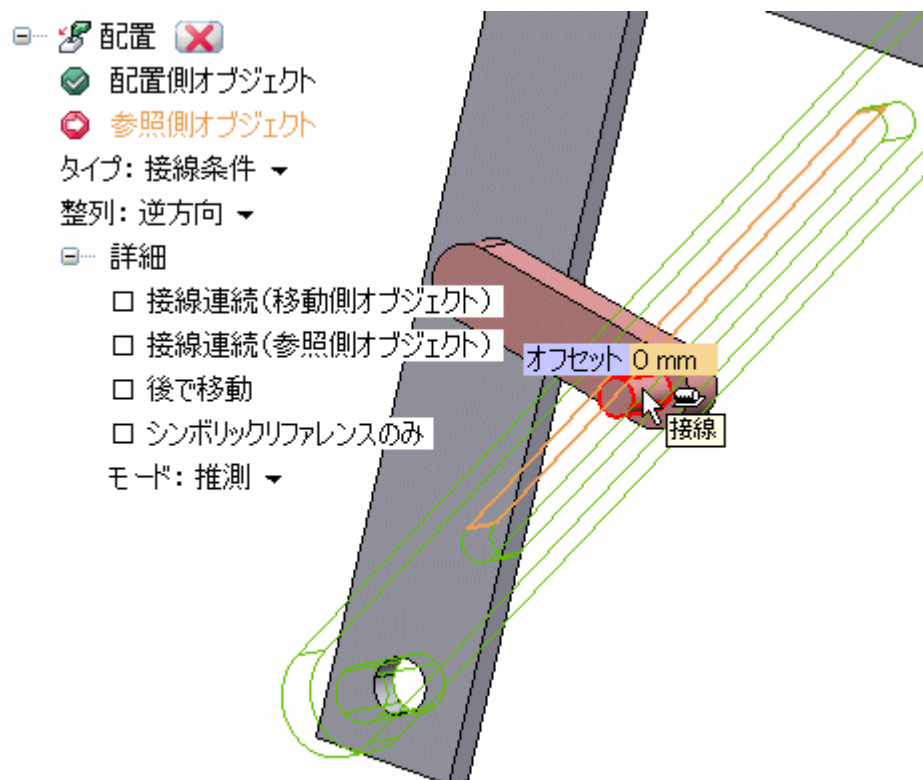 配置
配置側オブジェクト
参照側オブジェクト
タイプ: 接線条件
整列: 逆方向
詳細
接線連続(移動側オブジェクト)
接線連続(参照側オブジェクト)
オフセット 0 mm
後で移動
接線
シンボリックリファレンスのみ
モード: 推測